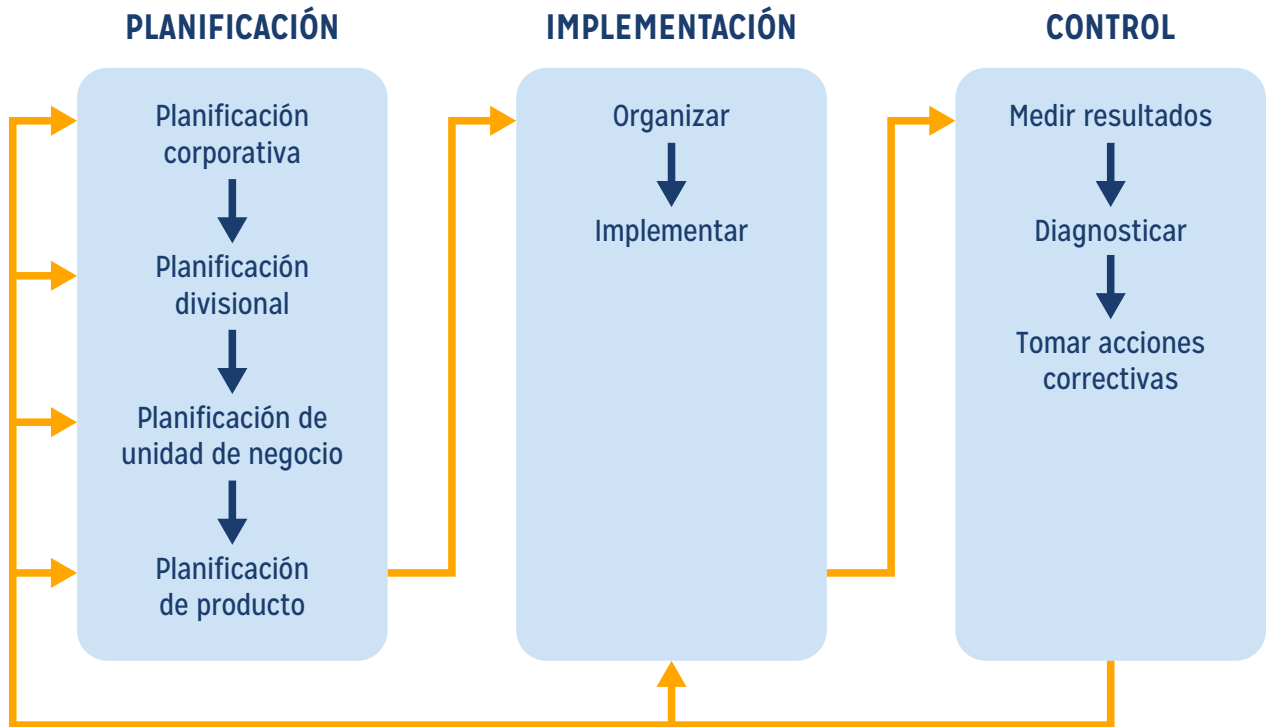 PLANIFICACIÓN
Planificación
corporativa
Planificación
divisional
Planificación de
unidad de negocio
Planificación
de producto
IMPLEMENTACIÓN
Organizar
Implementar
CONTROL
Medir resultados
Diagnosticar
Tomar acciones
correctivas